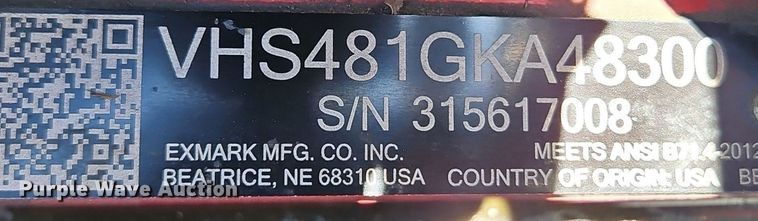 VHS481GKA48300
S/N 315617008
EXMARK MFG. CO. INC. MEETS ANSI B71.4-2012
BEATRICE, NE 68310 USA COUNTRY OF ORIGIN: USA BE
Purple Wave Auction